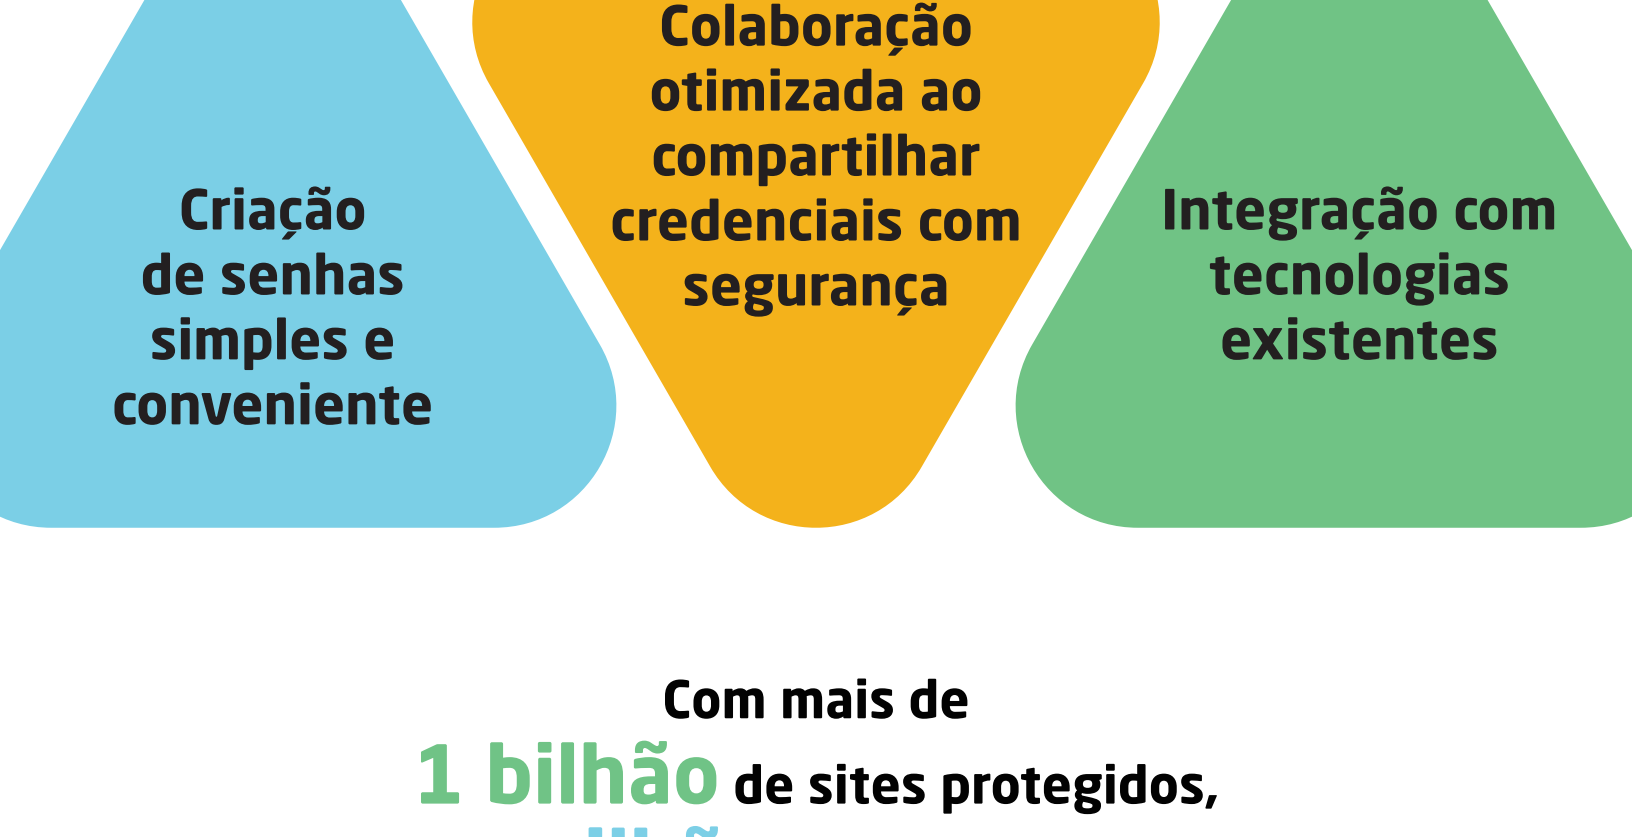 Colaboração
otimizada ao
compartilhar
credenciais com
segurança
Criação
de senhas
simples e
conveniente
Integração com
tecnologias
existentes
Com mais de
1 bilhão de sites protegidos,